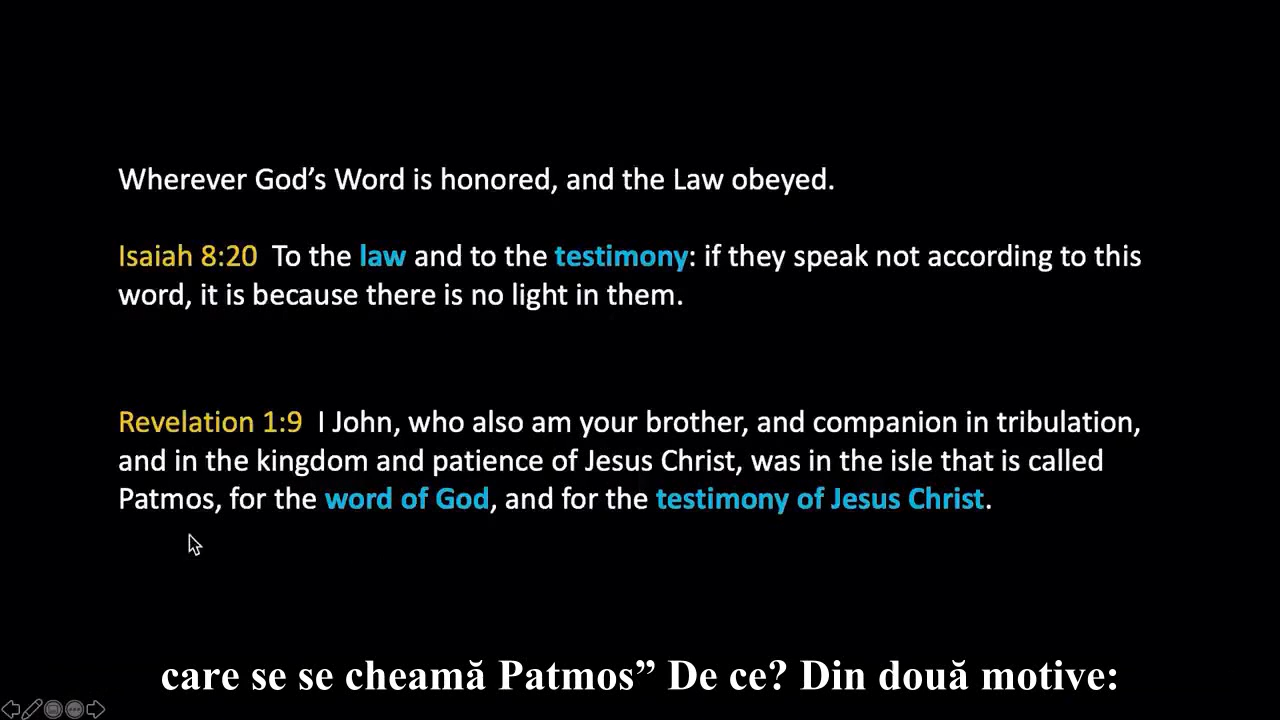 Wherever God’s Word is honored, and the Law obeyed.
Isaiah 8:20 To the law and to the testimony: if they speak not according to this
word, it is because there is no light in them.
Revelation 1:9 I John, who also am your brother, and companion in tribulation,
and in the kingdom and patience of Jesus Christ, was in the isle that is called
Patmos, for the word of God, and for the testimony of Jesus Christ.
care se se cheamă Patmos” De ce? Din două motive: